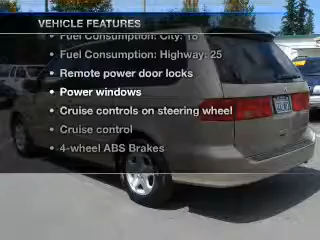 VEHICLE FEATURES
• Fuel Consumption: City: 18
• Fuel Consumption: Highway: 25
• Remote power door locks
• Power windows
• Cruise controls on steering wheel
• Cruise control
• 4-wheel ABS Brakes